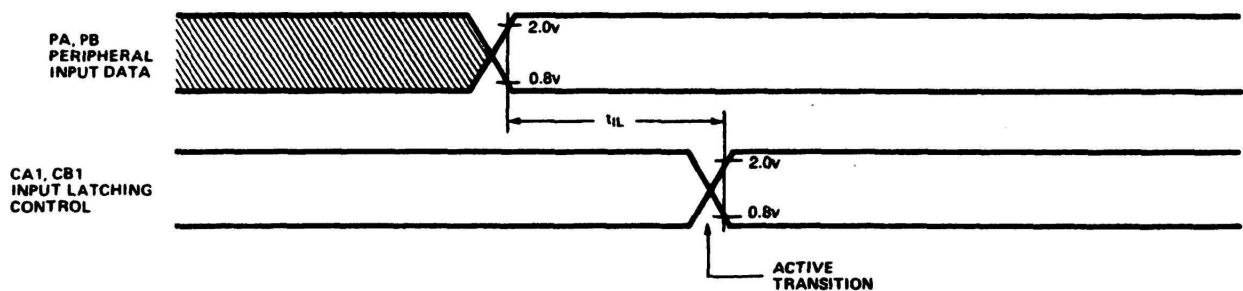 PA, PB
PERIPHERAL
INPUT DATA
2.0v
0.8v
tIL
CA1, CB1
INPUT LATCHING
CONTROL
2.0v
0.8v
ACTIVE
TRANSITION